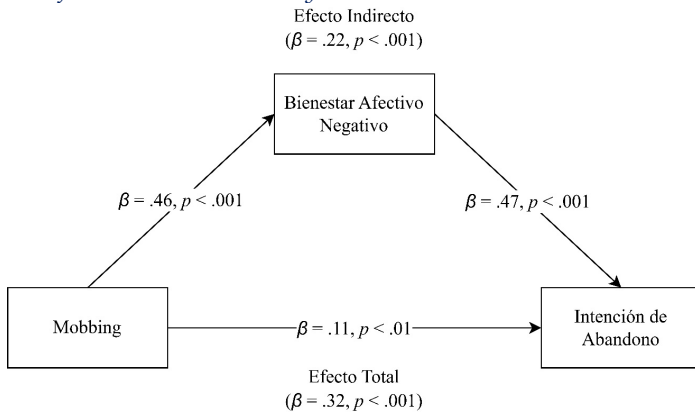 Efecto Indirecto
(β = .22, p < .001)
Bienestar Afectivo
Negativo
β = .46, p < .001
β = .47, p < .001
Mobbing
β = .11, p < .01
Intención de
Abandono
Efecto Total
(β = .32, p < .001)